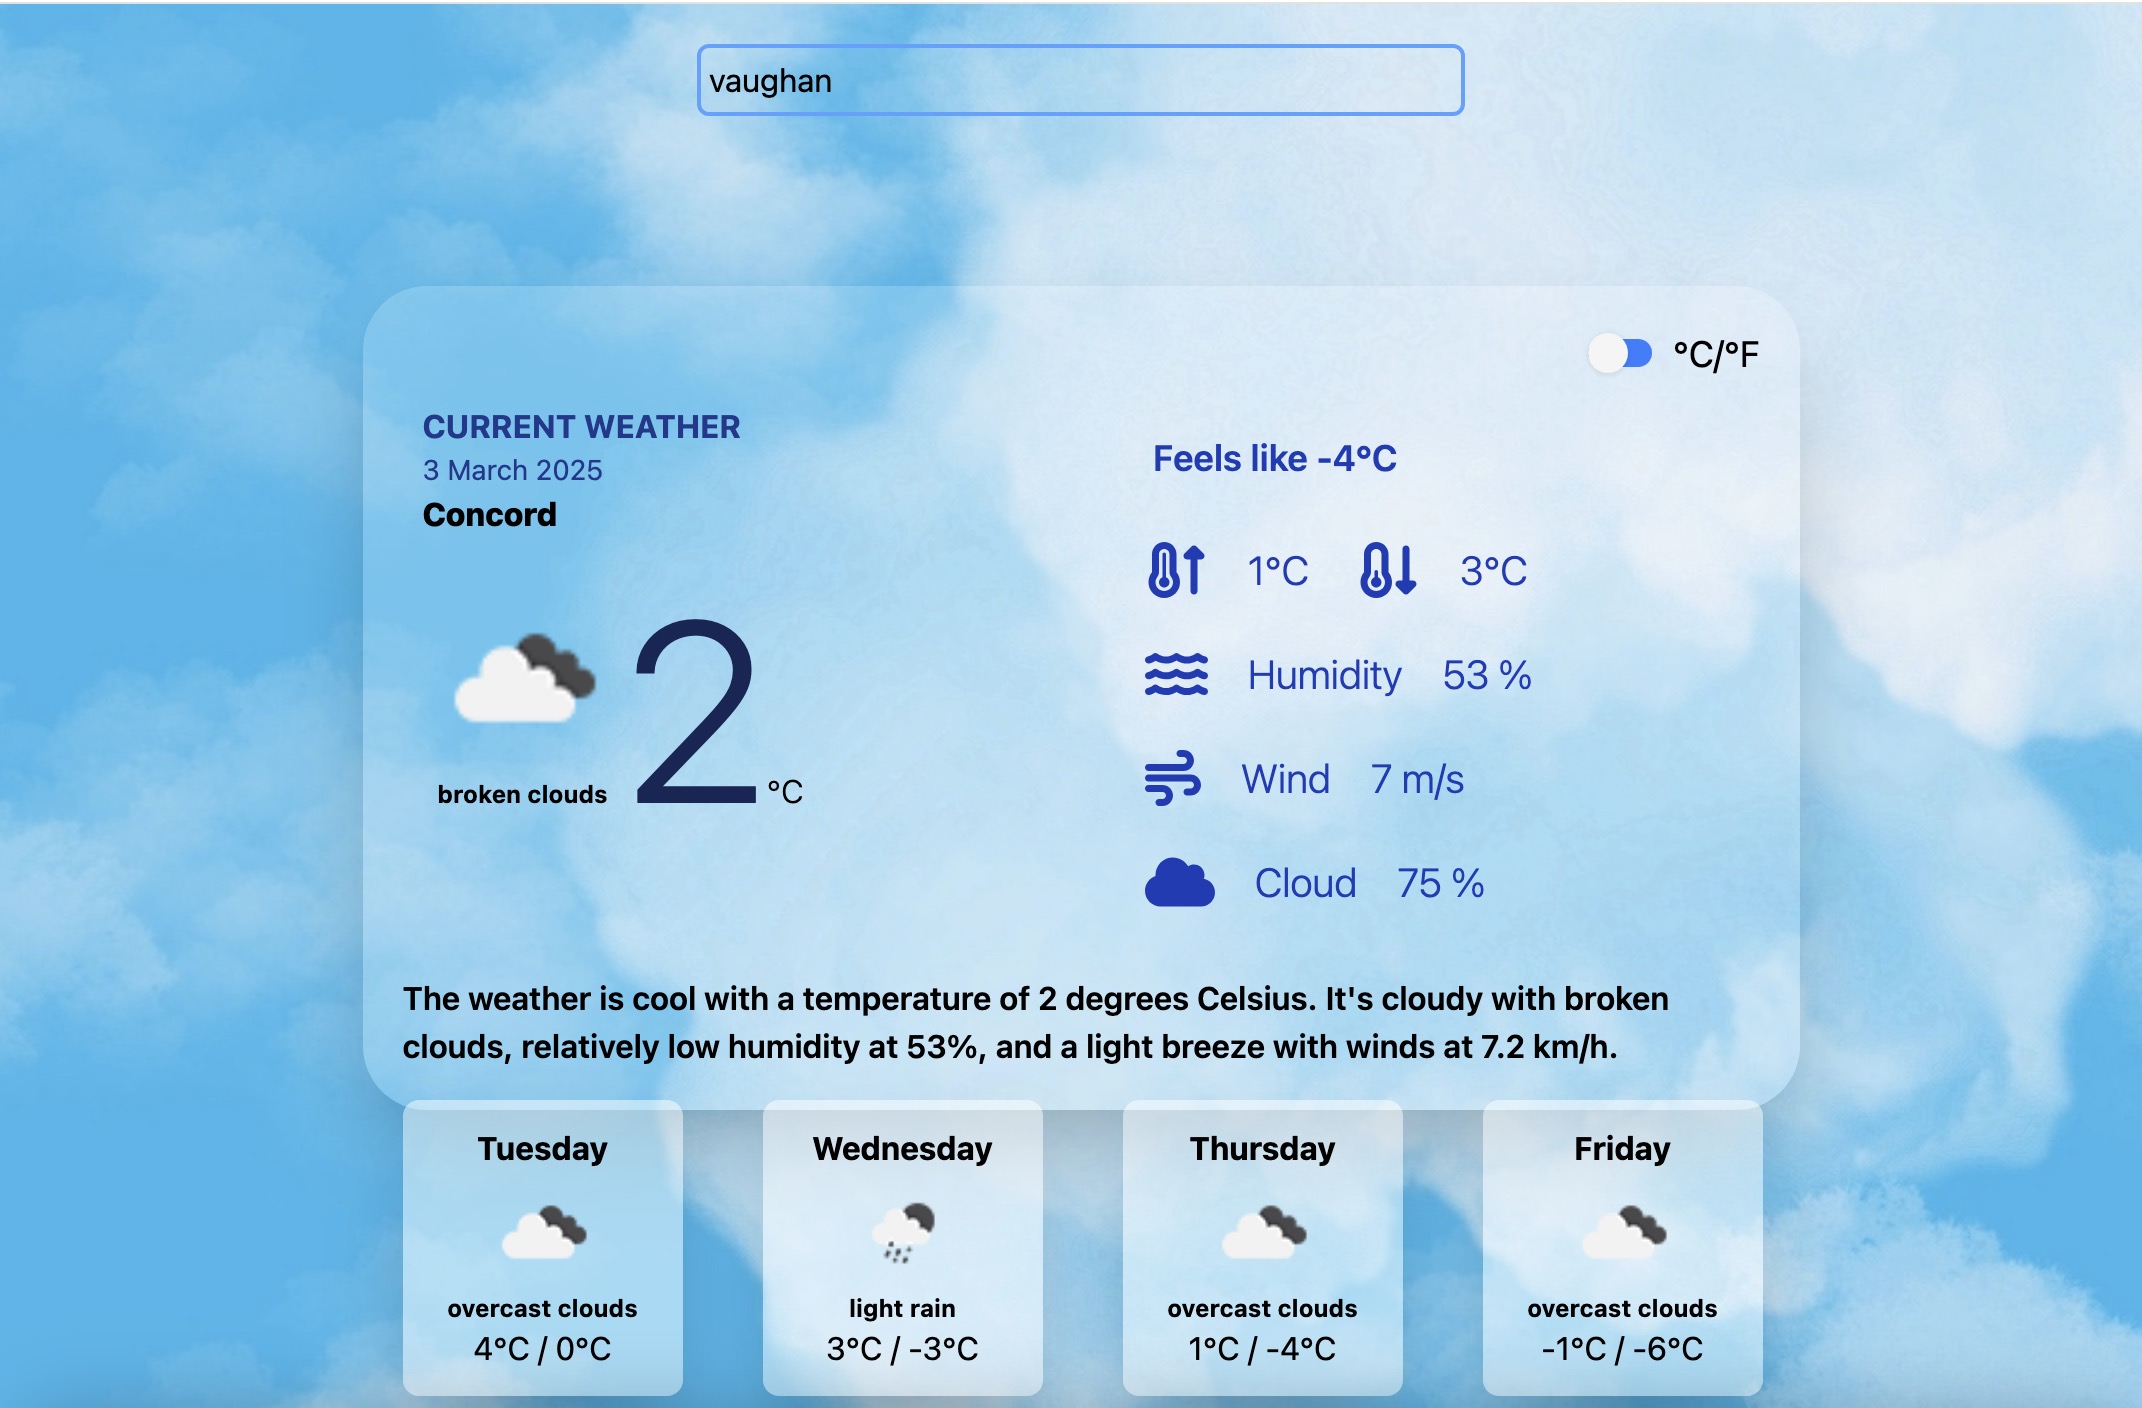 vaughan
°C/°F
CURRENT WEATHER
3 March 2025
Concord
broken clouds
2 °C
Feels like -4°C
1°C 3°C
Humidity 53 %
Wind 7 m/s
Cloud 75 %
The weather is cool with a temperature of 2 degrees Celsius. It's cloudy with broken
clouds, relatively low humidity at 53%, and a light breeze with winds at 7.2 km/h.
Tuesday
overcast clouds
4°C / 0°C
Wednesday
light rain
3°C / -3°C
Thursday
overcast clouds
1°C / -4°C
Friday
overcast clouds
-1°C / -6°C